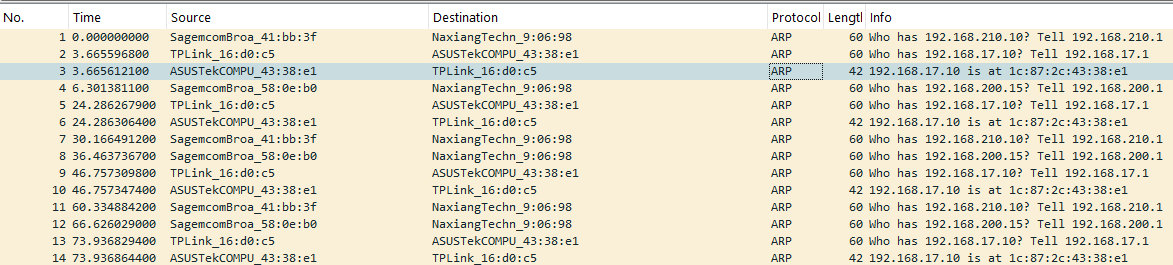 No. Time Source Destination Protocol Lengtl Info
1 0.000000000 SagemcomBroa_41:bb:3f NaxiangTechn_9:06:98 ARP 60 Who has 192.168.210.10? Tell 192.168.210.1
2 3.665596800 TPLink_16:d0:c5 ASUSTekCOMPU_43:38:e1 ARP 60 Who has 192.168.17.10? Tell 192.168.17.1
3 3.665612100 ASUSTekCOMPU_43:38:e1 TPLink_16:d0:c5 ARP 42 192.168.17.10 is at 1c:87:2c:43:38:e1
4 6.301381100 SagemcomBroa_58:0e:b0 NaxiangTechn_9:06:98 ARP 60 Who has 192.168.200.15? Tell 192.168.200.1
5 24.286267900 TPLink_16:d0:c5 ASUSTekCOMPU_43:38:e1 ARP 60 Who has 192.168.17.10? Tell 192.168.17.1
6 24.286306400 ASUSTekCOMPU_43:38:e1 TPLink_16:d0:c5 ARP 42 192.168.17.10 is at 1c:87:2c:43:38:e1
7 30.166491200 SagemcomBroa_41:bb:3f NaxiangTechn_9:06:98 ARP 60 Who has 192.168.210.10? Tell 192.168.210.1
8 36.463736700 SagemcomBroa_58:0e:b0 NaxiangTechn_9:06:98 ARP 60 Who has 192.168.200.15? Tell 192.168.200.1
9 46.757309800 TPLink_16:d0:c5 ASUSTekCOMPU_43:38:e1 ARP 60 Who has 192.168.17.10? Tell 192.168.17.1
10 46.757347400 ASUSTekCOMPU_43:38:e1 TPLink_16:d0:c5 ARP 42 192.168.17.10 is at 1c:87:2c:43:38:e1
11 60.334884200 SagemcomBroa_41:bb:3f NaxiangTechn_9:06:98 ARP 60 Who has 192.168.210.10? Tell 192.168.210.1
12 66.626029000 SagemcomBroa_58:0e:b0 NaxiangTechn_9:06:98 ARP 60 Who has 192.168.200.15? Tell 192.168.200.1
13 73.936829400 TPLink_16:d0:c5 ASUSTekCOMPU_43:38:e1 ARP 60 Who has 192.168.17.10? Tell 192.168.17.1
14 73.936864400 ASUSTekCOMPU_43:38:e1 TPLink_16:d0:c5 ARP 42 192.168.17.10 is at 1c:87:2c:43:38:e1